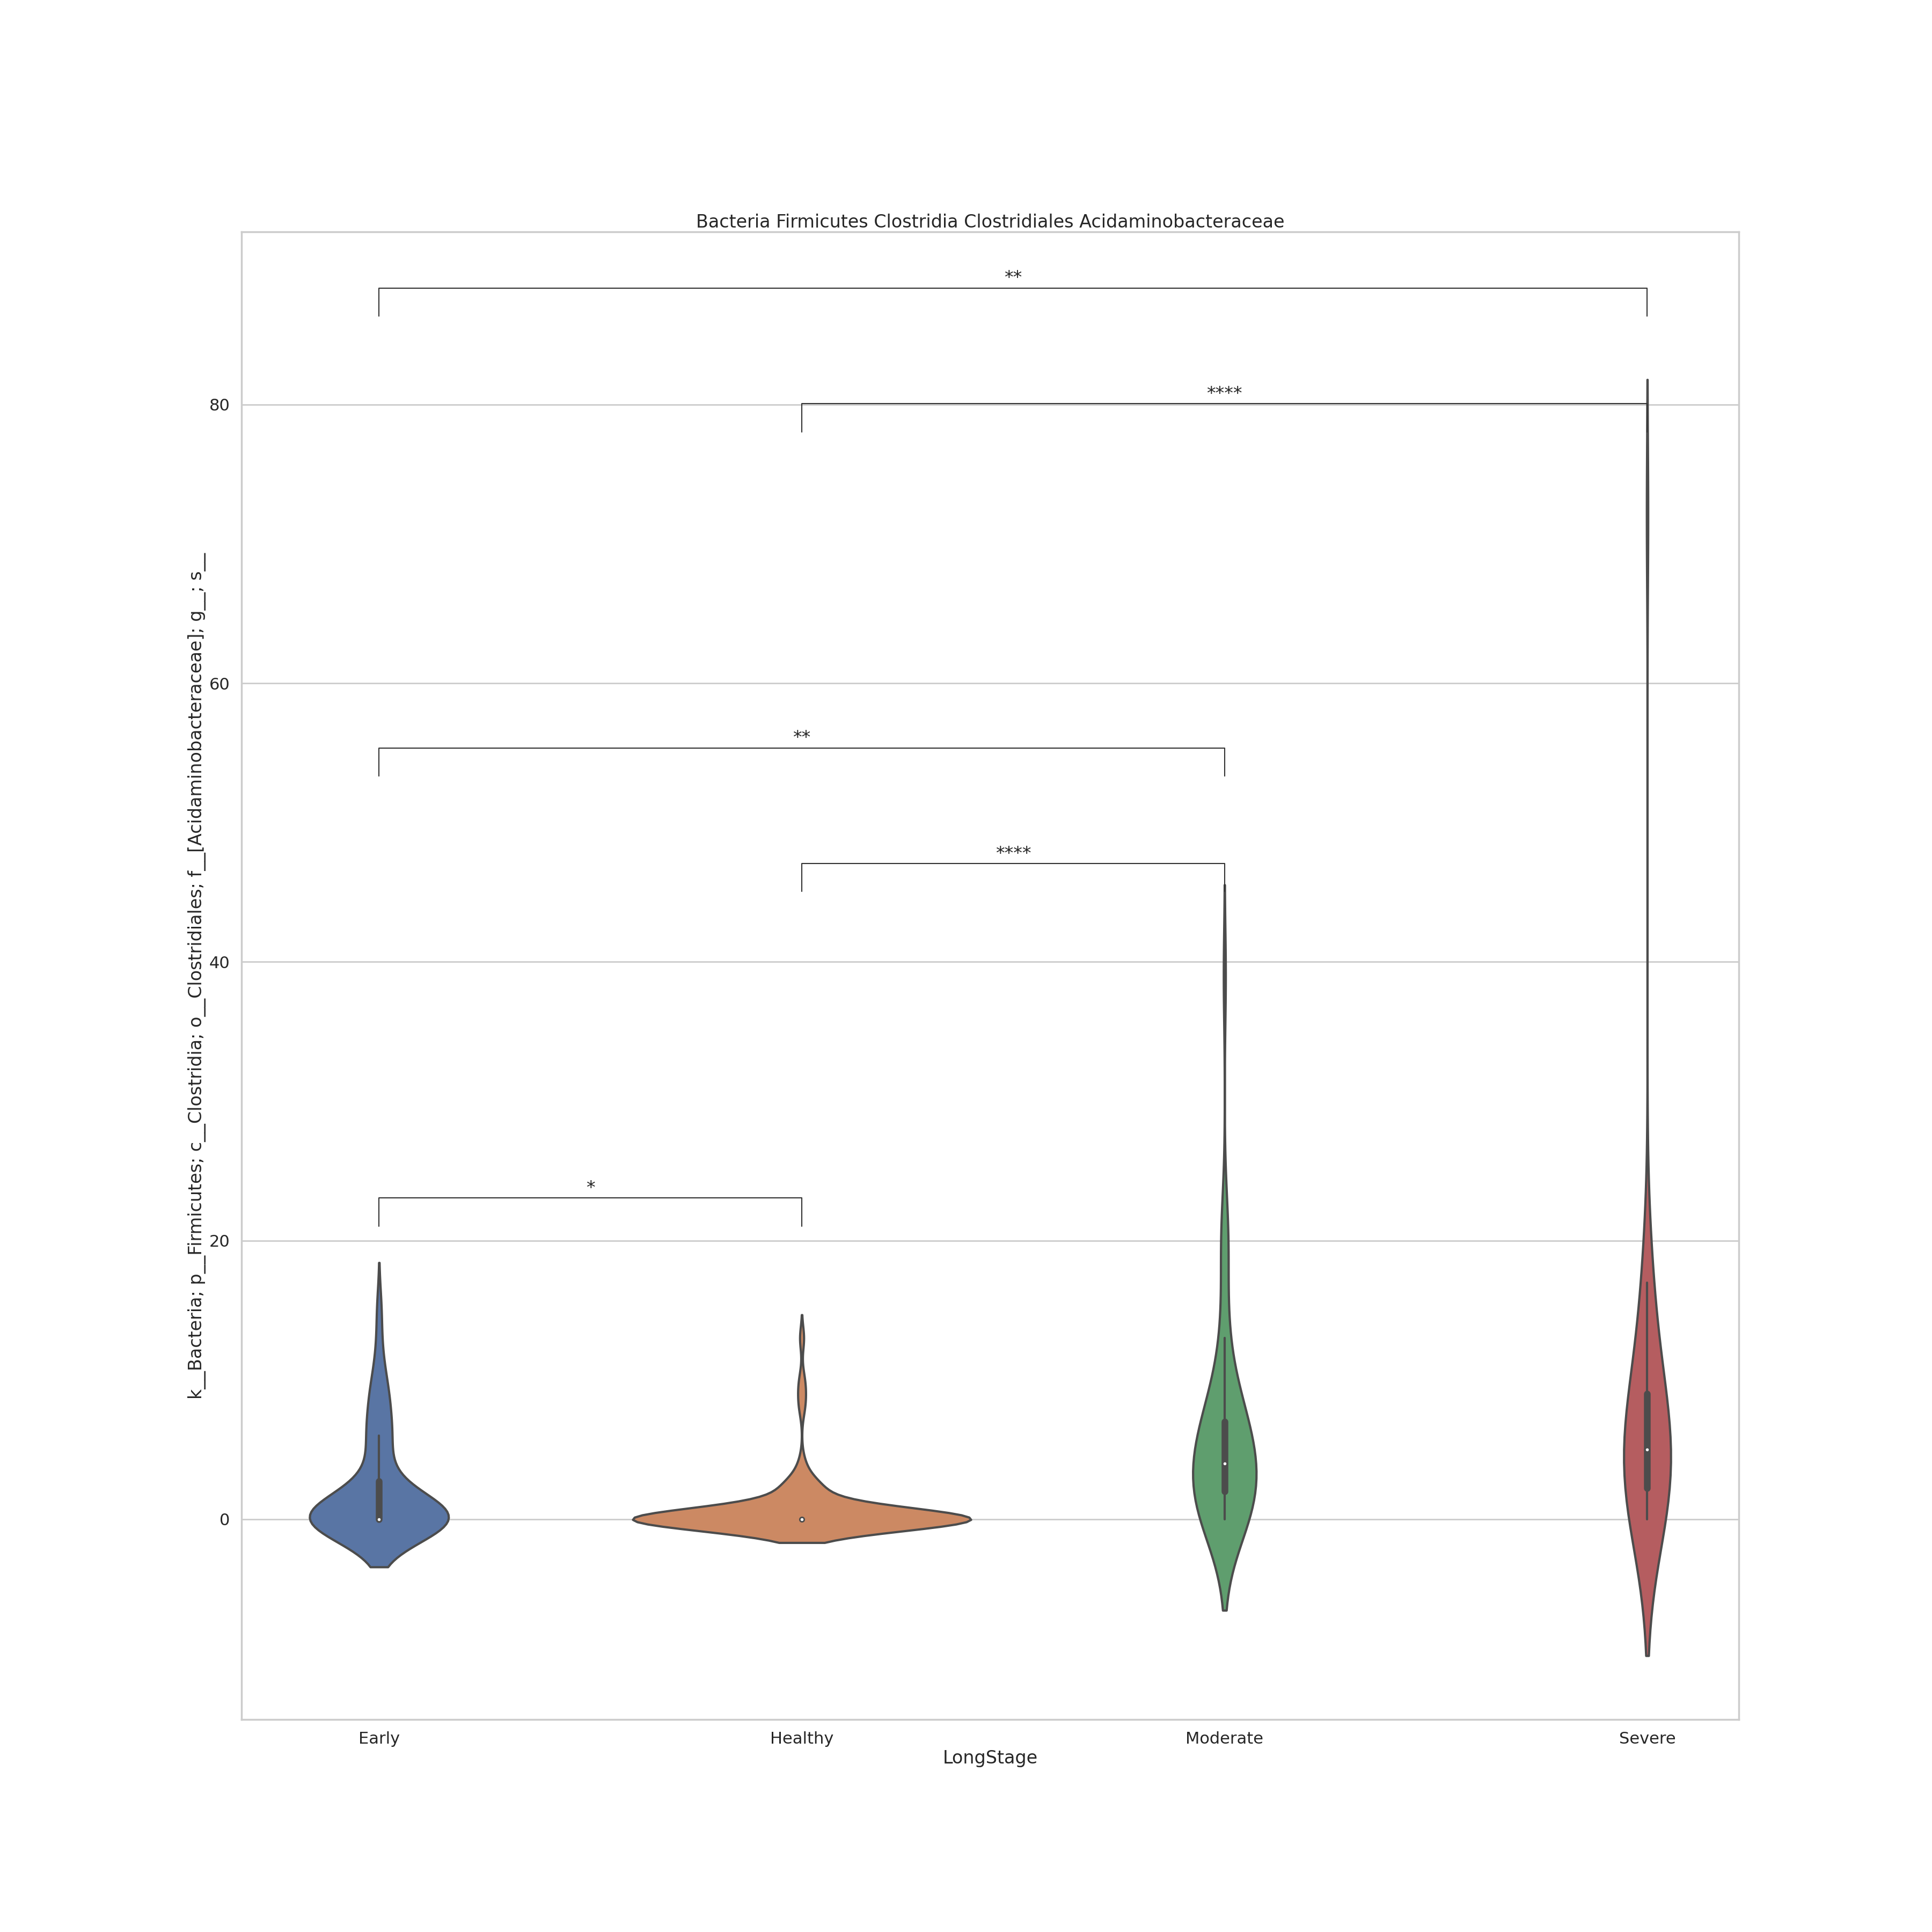 Bacteria Firmicutes Clostridia Clostridiales Acidaminobacteraceae
**
****
**
****
*
80
60
40
20
0
k__Bacteria; p__Firmicutes; c__Clostridia; o__Clostridiales; f__[Acidaminobacteraceae]; g__; s__
Early Healthy Moderate Severe
LongStage